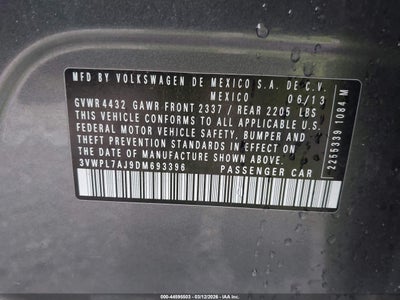 MFD BY VOLKSWAGEN DE MEXICO S.A. DE C.V.
MEXICO 06/13
GVWR 4432 GAWR FRONT 2337 / REAR 2205 LBS
THIS VEHICLE CONFORMS TO ALL APPLICABLE U.S.
FEDERAL MOTOR VEHICLE SAFETY, BUMPER AND
THEFT PREVENTION STANDARDS IN EFFECT ON THE
DATE OF MANUFACTURE SHOWN ABOVE.
3VWPL7AJ9DM693396 PASSENGER CAR
2255339 1084 M
000-44595503 - 03/12/2026 - IAA Inc.